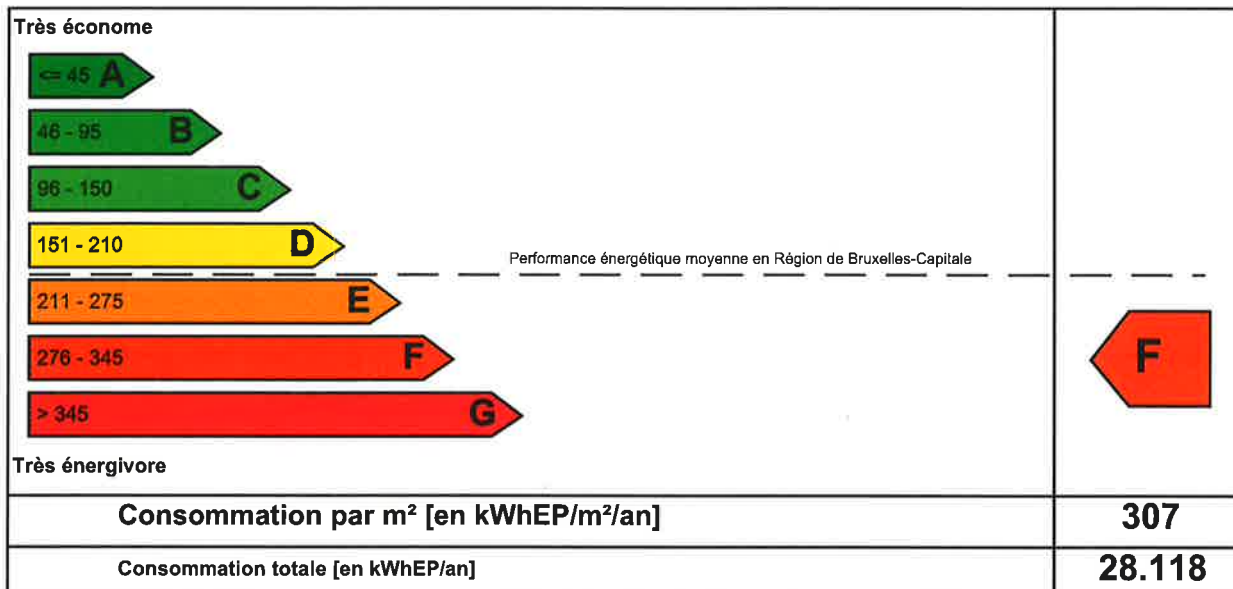 Très économe
<= 45 A
46 - 95 B
96 - 150 C
151 - 210 D
Performance énergétique moyenne en Région de Bruxelles-Capitale
211 - 275 E
276 - 345 F
F
> 345 G
Très énergivore
Consommation par m² [en kWhEP/m²/an] 307
Consommation totale [en kWhEP/an] 28.118